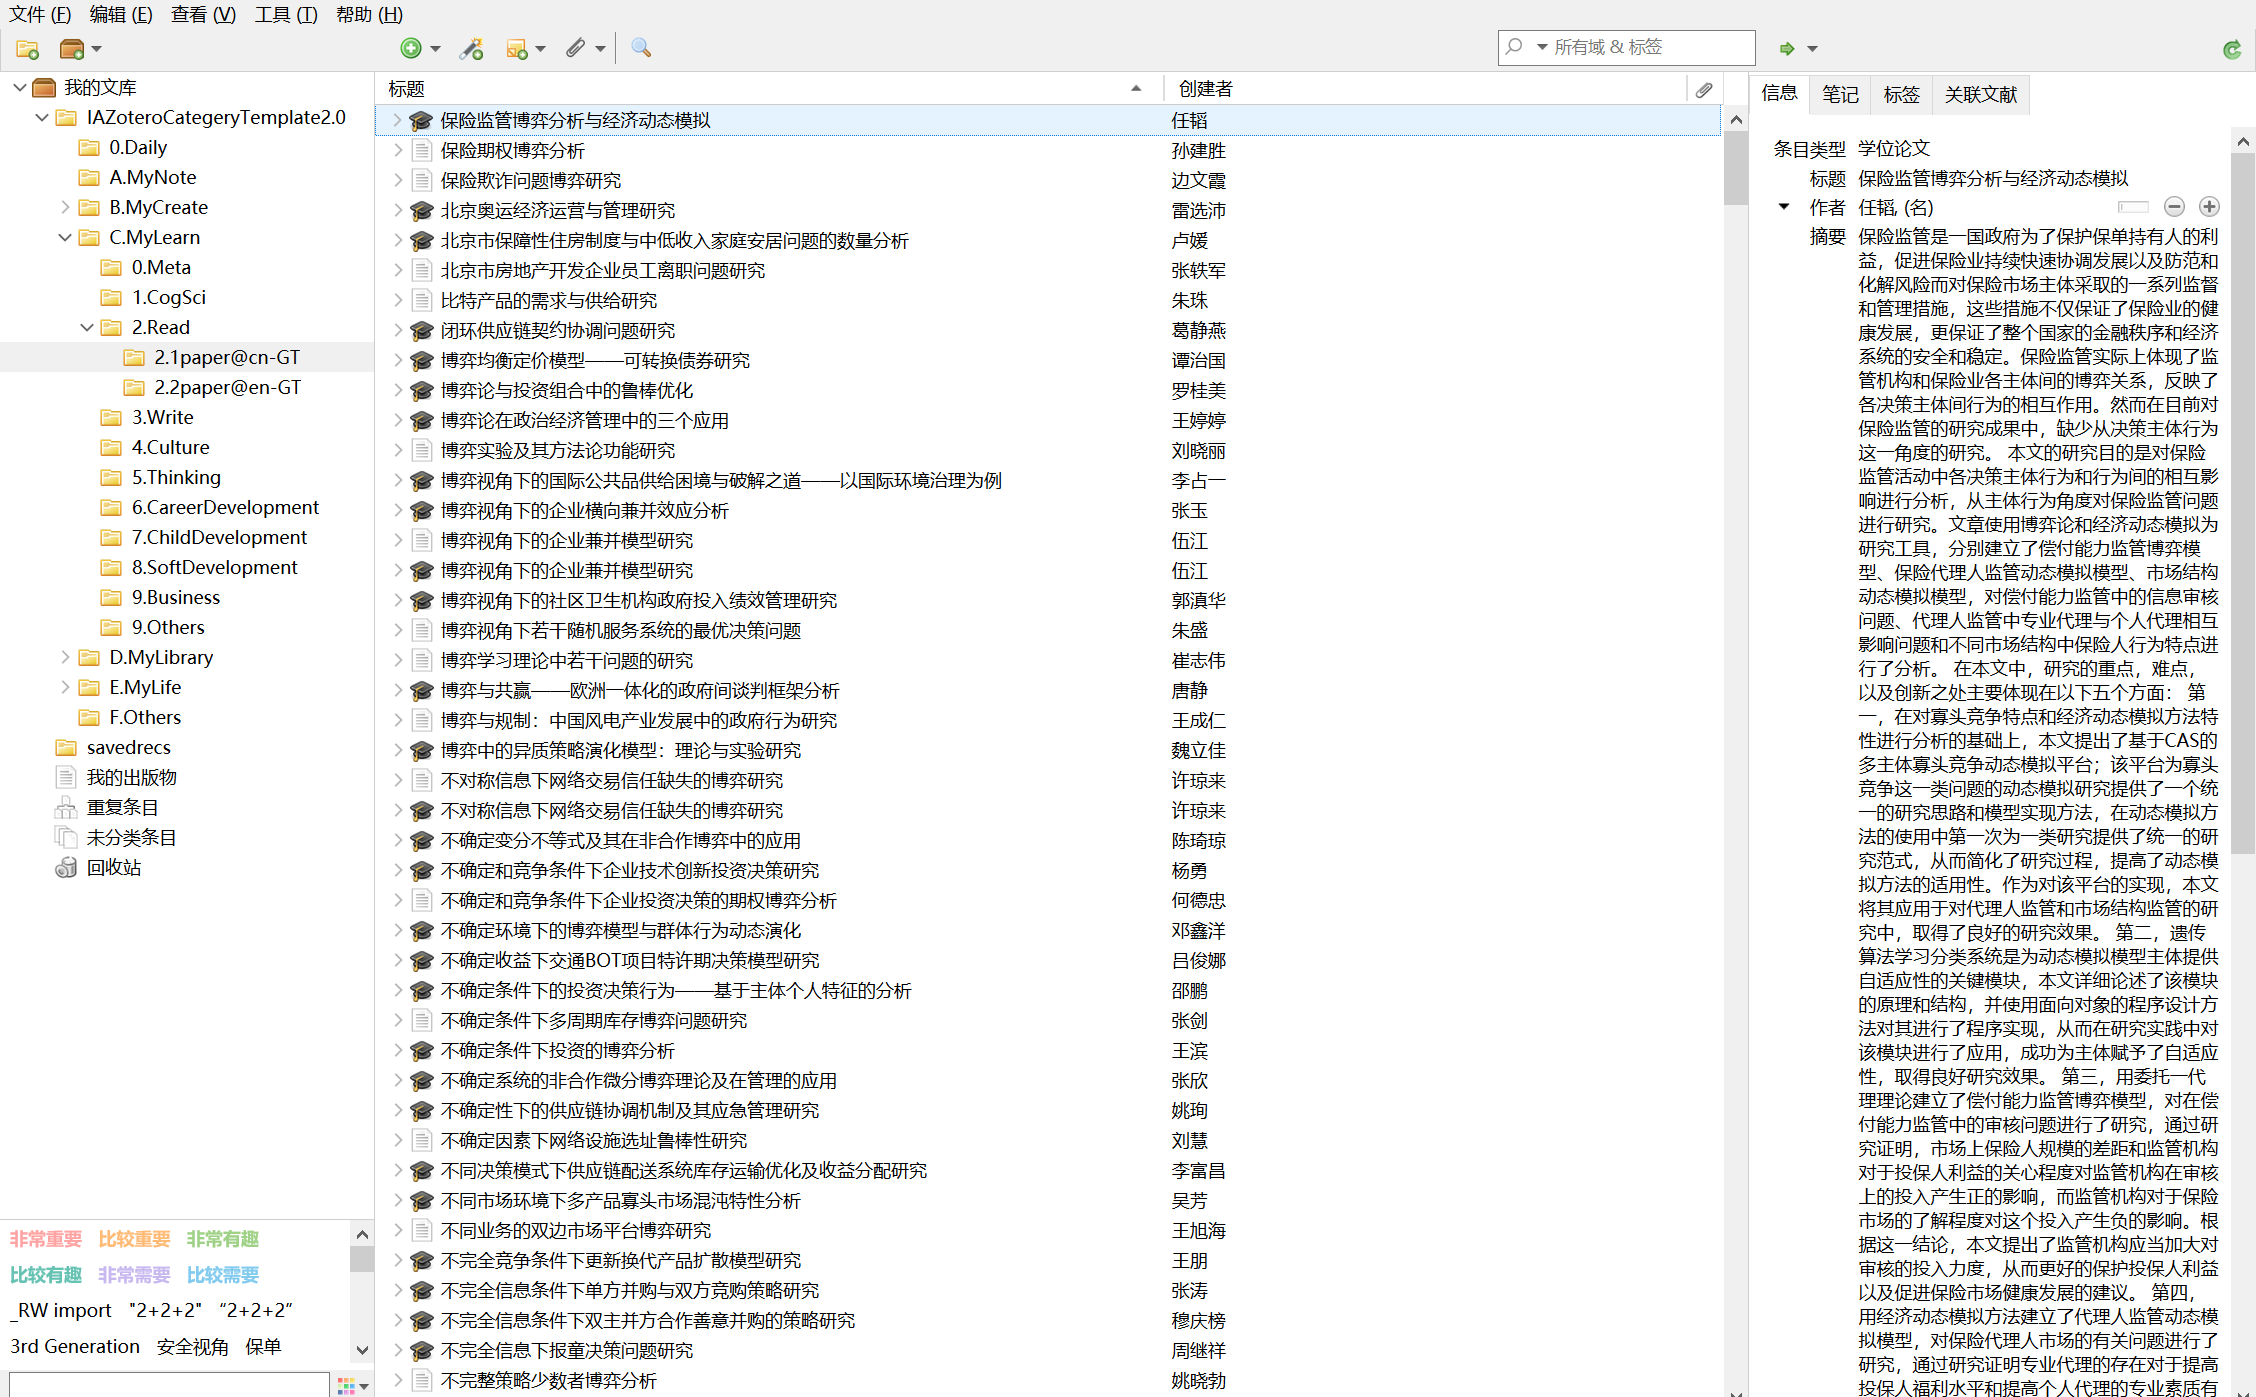 文件 (F) 编辑 (E) 查看 (V) 工具 (T) 帮助 (H)
所有域 & 标签
我的文库
IAZoteroCategeryTemplate2.0
0.Daily
A.MyNote
B.MyCreate
C.MyLearn
0.Meta
1.CogSci
2.Read
2.1paper@cn-GT
2.2paper@en-GT
3.Write
4.Culture
5.Thinking
6.CareerDevelopment
7.ChildDevelopment
8.SoftDevelopment
9.Business
9.Others
D.MyLibrary
E.MyLife
F.Others
savedrecs
我的出版物
重复条目
未分类条目
回收站
非常重要 比较重要 非常有趣
比较有趣 非常需要 比较需要
_RW import "2+2+2" “2+2+2”
3rd Generation 安全视角 保单
标题 创建者
保险监管博弈分析与经济动态模拟 任韬
保险期权博弈分析 孙建胜
保险欺诈问题博弈研究 边文霞
北京奥运经济运营与管理研究 雷选沛
北京市保障性住房制度与中低收入家庭安居问题的数量分析 卢媛
北京市房地产开发企业员工离职问题研究 张轶军
比特产品的需求与供给研究 朱珠
闭环供应链契约协调问题研究 葛静燕
博弈均衡定价模型——可转换债券研究 谭治国
博弈论与投资组合中的鲁棒优化 罗桂美
博弈论在政治经济管理中的三个应用 王婷婷
博弈实验及其方法论功能研究 刘晓丽
博弈视角下的国际公共品供给困境与破解之道——以国际环境治理为例 李占一
博弈视角下的企业横向兼并效应分析 张玉
博弈视角下的企业兼并模型研究 伍江
博弈视角下的企业兼并模型研究 伍江
博弈视角下的社区卫生机构政府投入绩效管理研究 郭滇华
博弈视角下若干随机服务系统的最优决策问题 朱盛
博弈学习理论中若干问题的研究 崔志伟
博弈与共赢——欧洲一体化的政府间谈判框架分析 唐静
博弈与规制：中国风电产业发展中的政府行为研究 王成仁
博弈中的异质策略演化模型：理论与实验研究 魏立佳
不对称信息下网络交易信任缺失的博弈研究 许琼来
不对称信息下网络交易信任缺失的博弈研究 许琼来
不确定变分不等式及其在非合作博弈中的应用 陈琦琼
不确定和竞争条件下企业技术创新投资决策研究 杨勇
不确定和竞争条件下企业投资决策的期权博弈分析 何德忠
不确定环境下的博弈模型与群体行为动态演化 邓鑫洋
不确定收益下交通BOT项目特许期决策模型研究 吕俊娜
不确定条件下的投资决策行为——基于主体个人特征的分析 邵鹏
不确定条件下多周期库存博弈问题研究 张剑
不确定条件下投资的博弈分析 王滨
不确定系统的非合作微分博弈理论及在管理的应用 张欣
不确定性下的供应链协调机制及其应急管理研究 姚珣
不确定因素下网络设施选址鲁棒性研究 刘慧
不同决策模式下供应链配送系统库存运输优化及收益分配研究 李富昌
不同市场环境下多产品寡头市场混沌特性分析 吴芳
不同业务的双边市场平台博弈研究 王旭海
不完全竞争条件下更新换代产品扩散模型研究 王朋
不完全信息条件下单方并购与双方竞购策略研究 张涛
不完全信息条件下双主并方合作善意并购的策略研究 穆庆榜
不完全信息下报童决策问题研究 周继祥
不完整策略少数者博弈分析 姚晓勃
信息 笔记 标签 关联文献
条目类型 学位论文
标题 保险监管博弈分析与经济动态模拟
作者 任韬, (名)
摘要 保险监管是一国政府为了保护保单持有人的利
益，促进保险业持续快速协调发展以及防范和
化解风险而对保险市场主体采取的一系列监督
和管理措施，这些措施不仅保证了保险业的健
康发展，更保证了整个国家的金融秩序和经济
系统的安全和稳定。保险监管实际上体现了监
管机构和保险业各主体间的博弈关系，反映了
各决策主体间行为的相互作用。然而在目前对
保险监管的研究成果中，缺少从决策主体行为
这一角度的研究。 本文的研究目的是对保险
监管活动中各决策主体行为和行为间的相互影
响进行分析，从主体行为角度对保险监管问题
进行研究。文章使用博弈论和经济动态模拟为
研究工具，分别建立了偿付能力监管博弈模
型、保险代理人监管动态模拟模型、市场结构
动态模拟模型，对偿付能力监管中的信息审核
问题、代理人监管中专业代理与个人代理相互
影响问题和不同市场结构中保险人行为特点进
行了分析。 在本文中，研究的重点，难点，
以及创新之处主要体现在以下五个方面： 第
一，在对寡头竞争特点和经济动态模拟方法特
性进行分析的基础上，本文提出了基于CAS的
多主体寡头竞争动态模拟平台；该平台为寡头
竞争这一类问题的动态模拟研究提供了一个统
一的研究思路和模型实现方法，在动态模拟方
法的使用中第一次为一类研究提供了统一的研
究范式，从而简化了研究过程，提高了动态模
拟方法的适用性。作为对该平台的实现，本文
将其应用于对代理人监管和市场结构监管的研
究中，取得了良好的研究效果。 第二，遗传
算法学习分类系统是为动态模拟模型主体提供
自适应性的关键模块，本文详细论述了该模块
的原理和结构，并使用面向对象的程序设计方
法对其进行了程序实现，从而在研究实践中对
该模块进行了应用，成功为主体赋予了自适应
性，取得良好研究效果。 第三，用委托一代
理理论建立了偿付能力监管博弈模型，对在偿
付能力监管中的审核问题进行了研究，通过研
究证明，市场上保险人规模的差距和监管机构
对于投保人利益的关心程度对监管机构在审核
上的投入产生正的影响，而监管机构对于保险
市场的了解程度对这个投入产生负的影响。根
据这一结论，本文提出了监管机构应当加大对
审核的投入力度，从而更好的保护投保人利益
以及促进保险市场健康发展的建议。 第四，
用经济动态模拟方法建立了代理人监管动态模
拟模型，对保险代理人市场的有关问题进行了
研究，通过研究证明专业代理的存在对于提高
投保人福利水平和提高个人代理的专业素质有